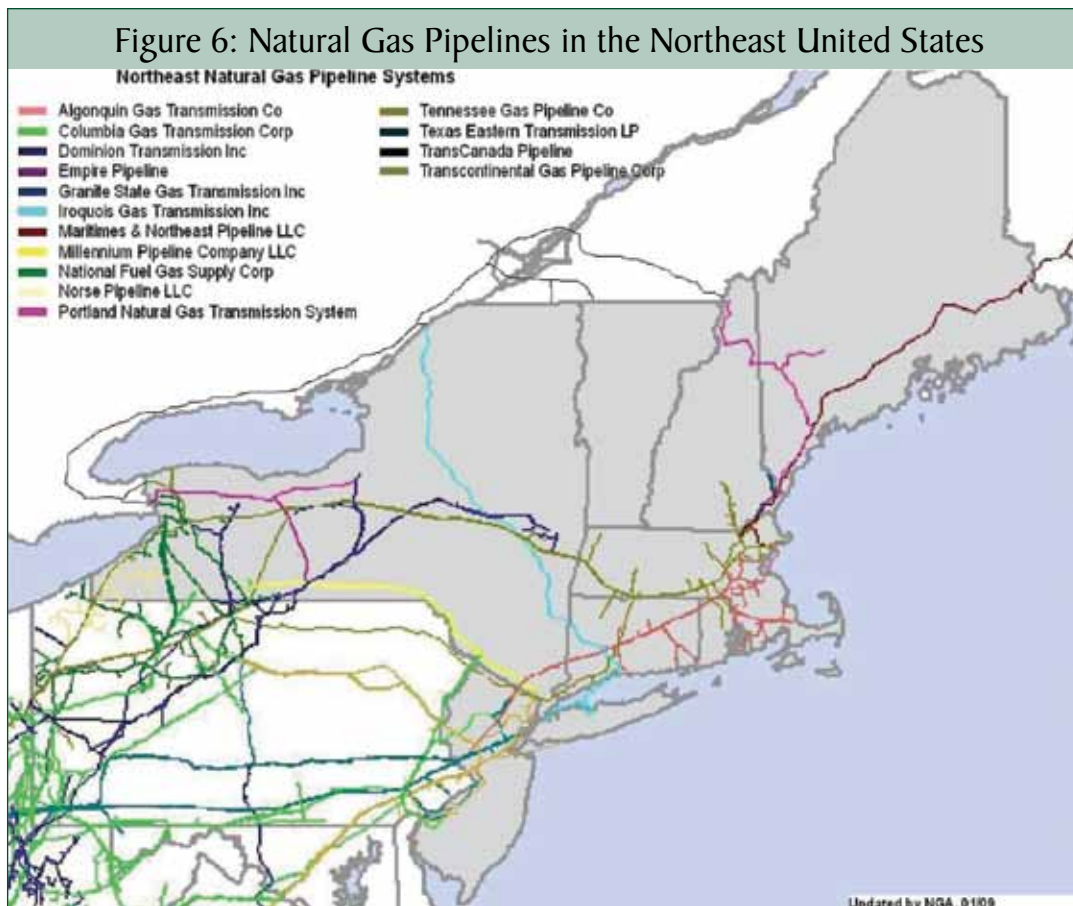 Figure 6: Natural Gas Pipelines in the Northeast United States
Northeast Natural Gas Pipeline Systems
Algonquin Gas Transmission Co
Columbia Gas Transmission Corp
Dominion Transmission Inc
Empire Pipeline
Granite State Gas Transmission Inc
Iroquois Gas Transmission Inc
Maritimes & Northeast Pipeline LLC
Millennium Pipeline Company LLC
National Fuel Gas Supply Corp
Norse Pipeline LLC
Portland Natural Gas Transmission System
Tennessee Gas Pipeline Co
Texas Eastern Transmission LP
TransCanada Pipeline
Transcontinental Gas Pipeline Corp
Updated by NGA, 01/09